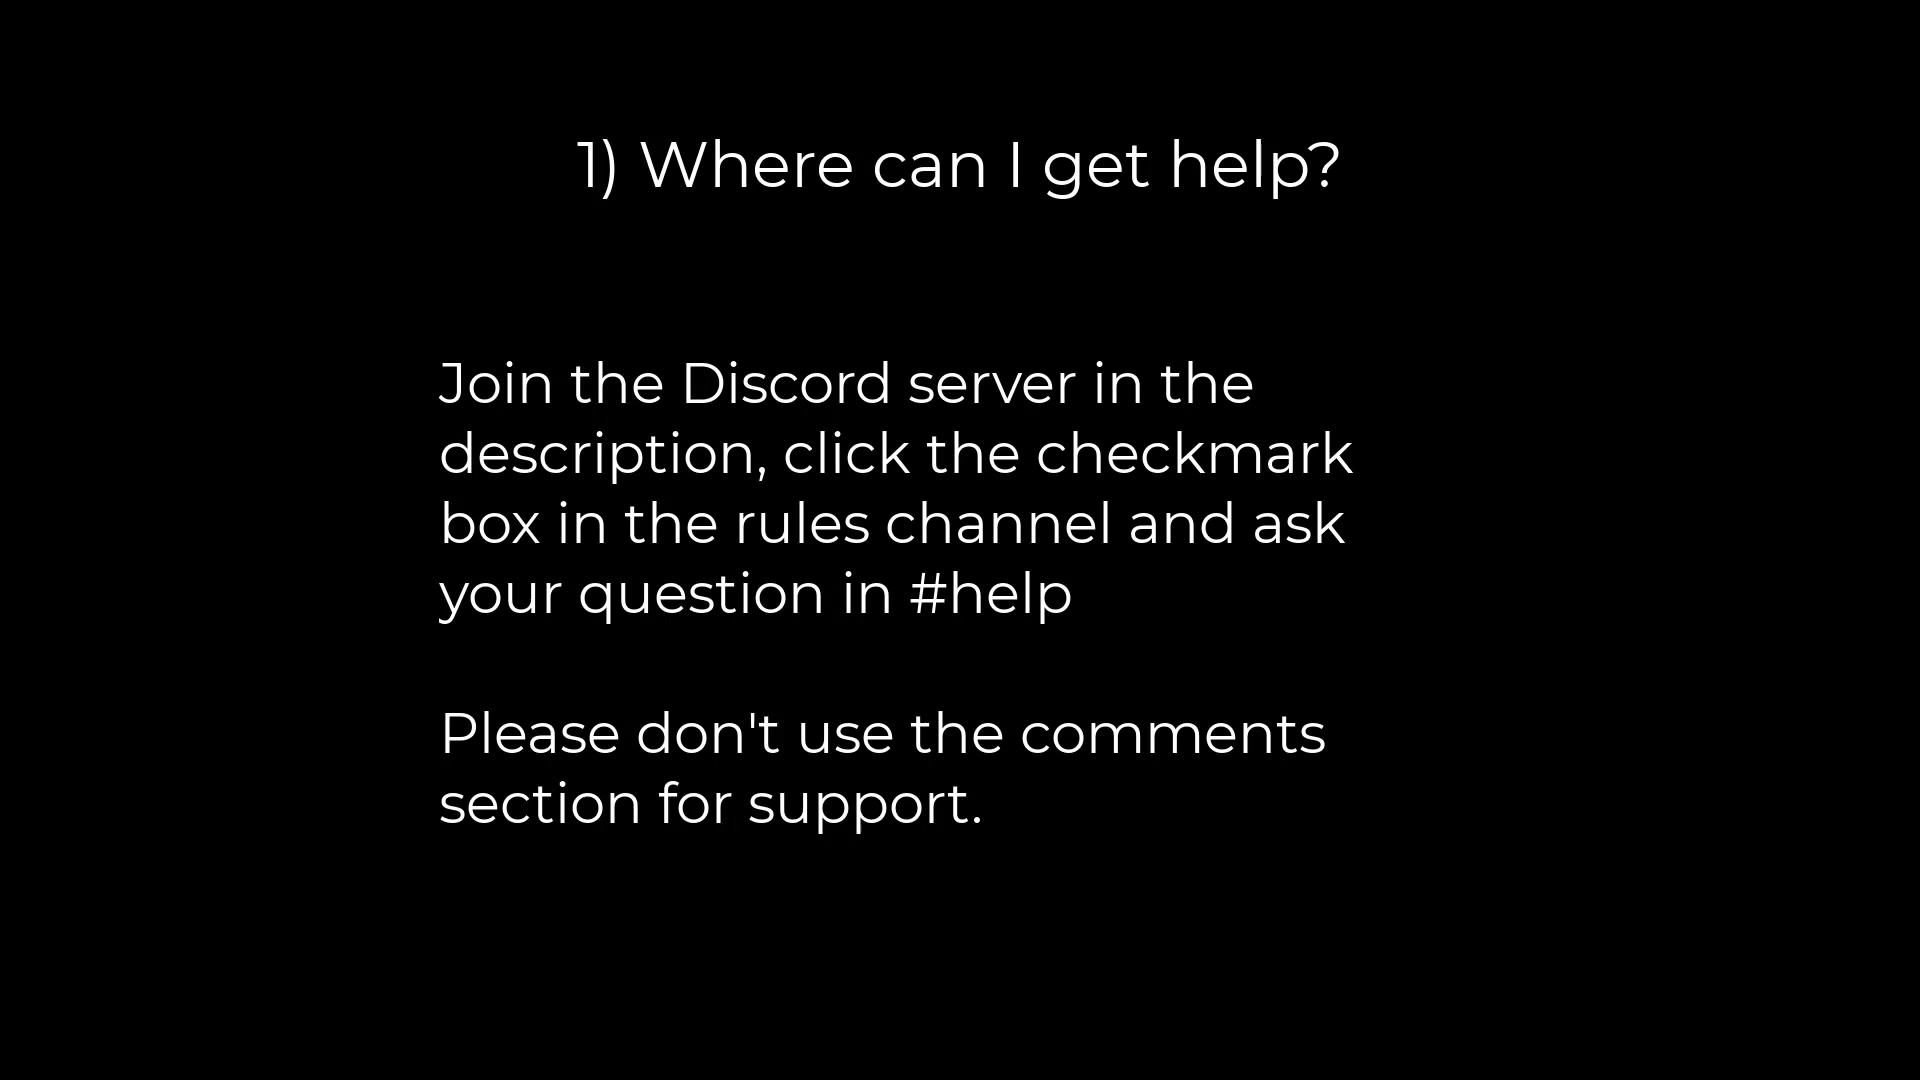 1) Where can I get help?
Join the Discord server in the
description, click the checkmark
box in the rules channel and ask
your question in #help
Please don't use the comments
section for support.